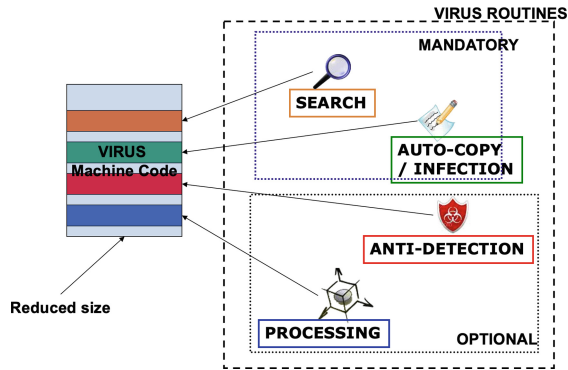 VIRUS ROUTINES
MANDATORY
SEARCH
AUTO-COPY
/ INFECTION
VIRUS
Machine Code
ANTI-DETECTION
Reduced size
PROCESSING
OPTIONAL